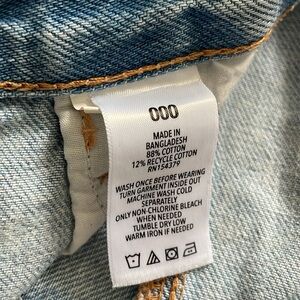 000
MADE IN
BANGLADESH
88% COTTON
12% RECYCLE COTTON
RN154379
WASH ONCE BEFORE WEARING
TURN GARMENT INSIDE OUT
MACHINE WASH COLD
SEPARATELY
ONLY NON-CHLORINE BLEACH
WHEN NEEDED
TUMBLE DRY LOW
WARM IRON IF NEEDED